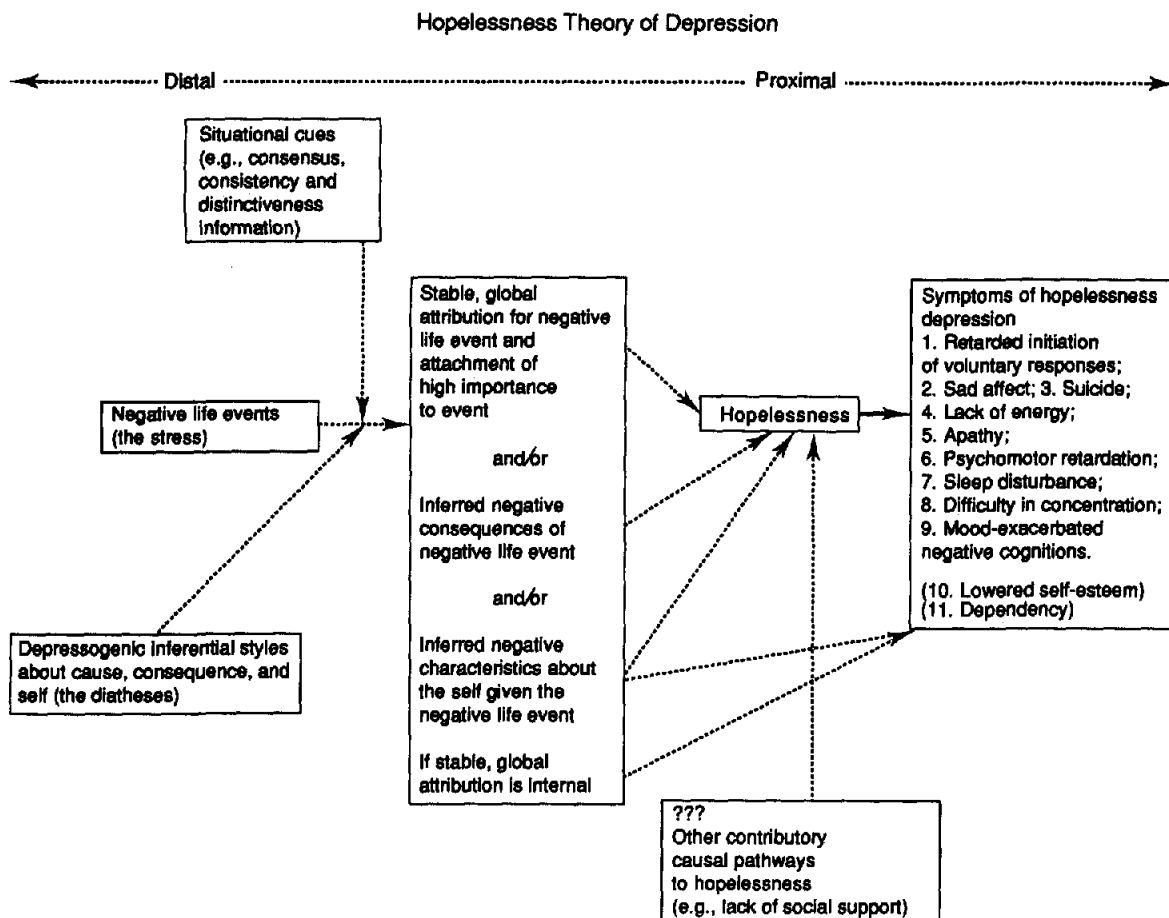 Hopelessness Theory of Depression
Distal
Proximal
Situational cues
(e.g., consensus,
consistency and
distinctiveness
information)
Negative life events
(the stress)
Depressogenic inferential styles
about cause, consequence, and
self (the diatheses)
Stable, global
attribution for negative
life event and
attachment of
high importance
to event
and/or
Inferred negative
consequences of
negative life event
and/or
Inferred negative
characteristics about
the self given the
negative life event
If stable, global
attribution is internal
Hopelessness
???
Other contributory
causal pathways
to hopelessness
(e.g., lack of social support)
Symptoms of hopelessness
depression
1. Retarded initiation
of voluntary responses;
2. Sad affect; 3. Suicide;
4. Lack of energy;
5. Apathy;
6. Psychomotor retardation;
7. Sleep disturbance;
8. Difficulty in concentration;
9. Mood-exacerbated
negative cognitions.
(10. Lowered self-esteem)
(11. Dependency)